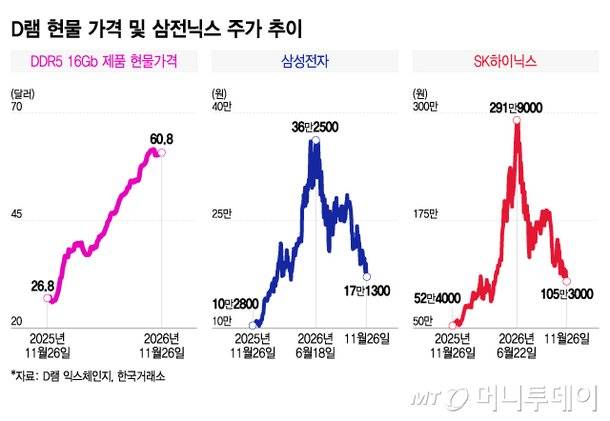 D램 현물 가격 및 삼전닉스 주가 추이
DDR5 16Gb 제품 현물가격
(달러)
70
60.8
45
26.8
20
2025년
11월26일
2026년
11월26일
삼성전자
(원)
40만
36만2500
25만
17만1300
10만2800
10만
2025년
11월26일
2026년
6월18일
11월26일
SK하이닉스
(원)
300만
291만9000
175만
105만3000
52만4000
50만
2025년
11월26일
2026년
6월22일
11월26일
*자료: D램 익스체인지, 한국거래소
MT 머니투데이